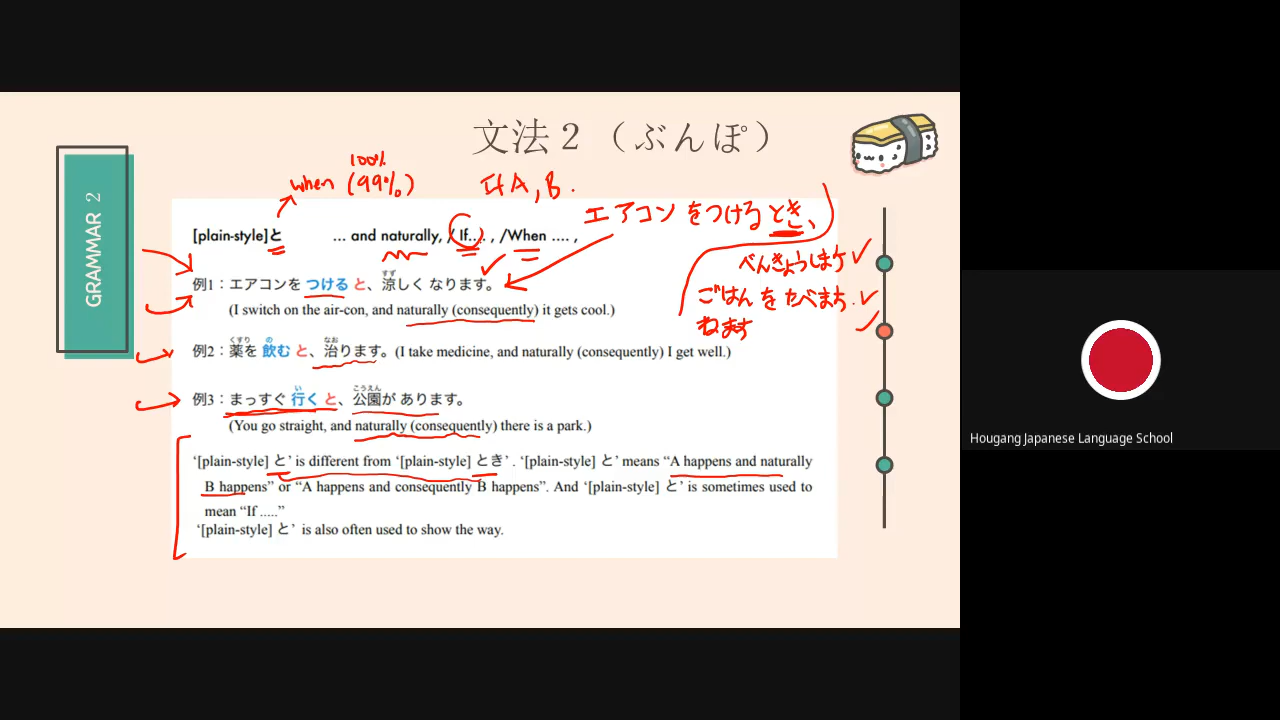 文法２（ぶんぽ）
GRAMMAR 2
100%
when (99%)
If A, B.
エアコンをつけるとき、
べんきょうします
ごはんをたべます.
ねます
[plain-style]と … and naturally, / If.... , /When .... ,
すず
例1：エアコンを つける と、涼しく なります。
(I switch on the air-con, and naturally (consequently) it gets cool.)
くすり の なお
例2：薬を 飲む と、治ります。(I take medicine, and naturally (consequently) I get well.)
い こうえん
例3：まっすぐ 行く と、公園が あります。
(You go straight, and naturally (consequently) there is a park.)
‘[plain-style] と’ is different from ‘[plain-style] とき’ . ‘[plain-style] と’ means “A happens and naturally
B happens” or “A happens and consequently B happens”. And ‘[plain-style] と’ is sometimes used to
mean “If .....”
‘[plain-style] と’ is also often used to show the way.
Hougang Japanese Language School